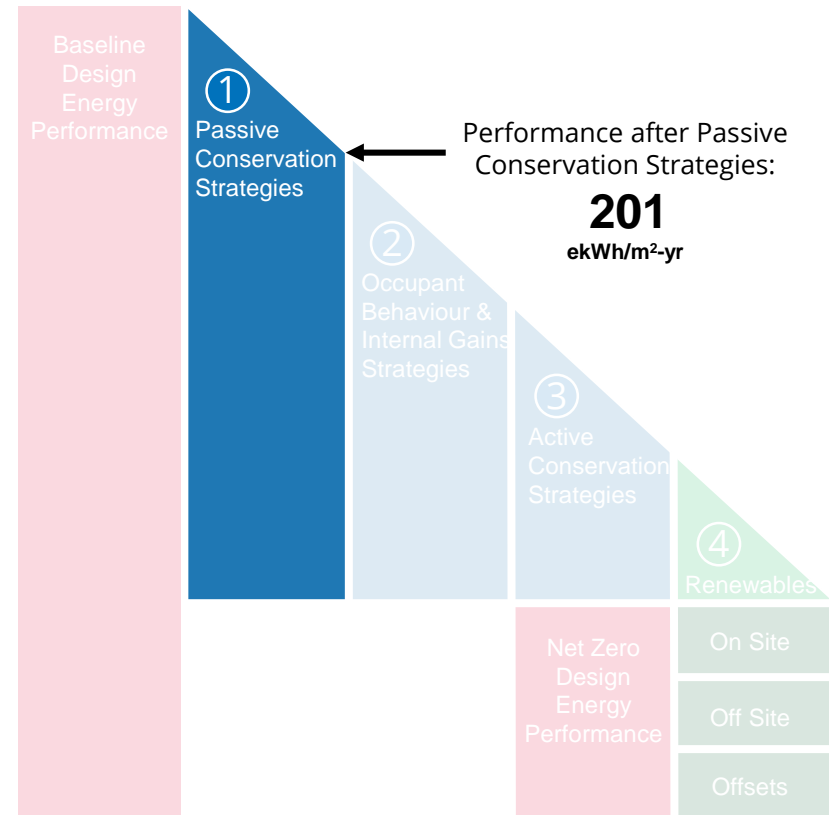 Baseline
Design
Energy
Performance
①
Passive
Conservation
Strategies
Performance after Passive
Conservation Strategies:
201
ekWh/m²-yr
②
Occupant
Behaviour &
Internal Gains
Strategies
③
Active
Conservation
Strategies
④
Renewables
Net Zero
Design
Energy
Performance
On Site
Off Site
Offsets